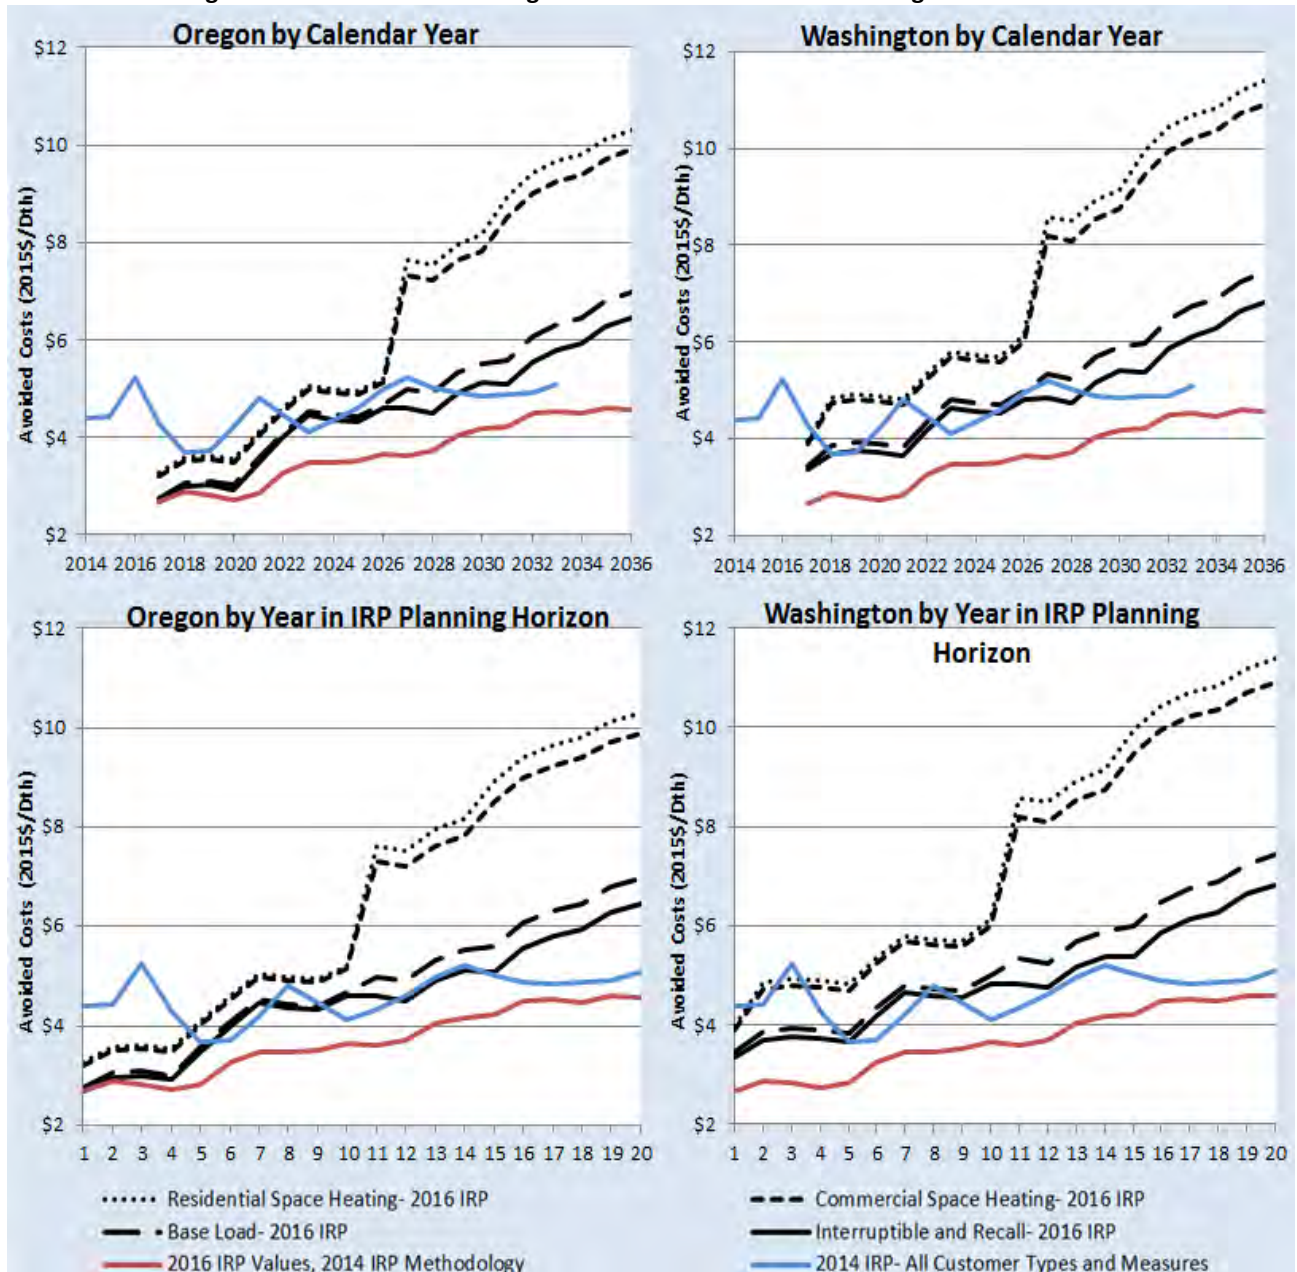 Oregon by Calendar Year
Washington by Calendar Year
Avoided Costs (2015$/Dth)
$12
$10
$8
$6
$4
$2
2014 2016 2018 2020 2022 2024 2026 2028 2030 2032 2034 2036
Avoided Costs (2015$/Dth)
$12
$10
$8
$6
$4
$2
2014 2016 2018 2020 2022 2024 2026 2028 2030 2032 2034 2036
Oregon by Year in IRP Planning Horizon
Washington by Year in IRP Planning
Horizon
Avoided Costs (2015$/Dth)
$12
$10
$8
$6
$4
$2
1 2 3 4 5 6 7 8 9 10 11 12 13 14 15 16 17 18 19 20
Avoided Costs (2015$/Dth)
$12
$10
$8
$6
$4
$2
1 2 3 4 5 6 7 8 9 10 11 12 13 14 15 16 17 18 19 20
Residential Space Heating- 2016 IRP
Commercial Space Heating- 2016 IRP
Base Load- 2016 IRP
Interruptible and Recall- 2016 IRP
2016 IRP Values, 2014 IRP Methodology
2014 IRP- All Customer Types and Measures